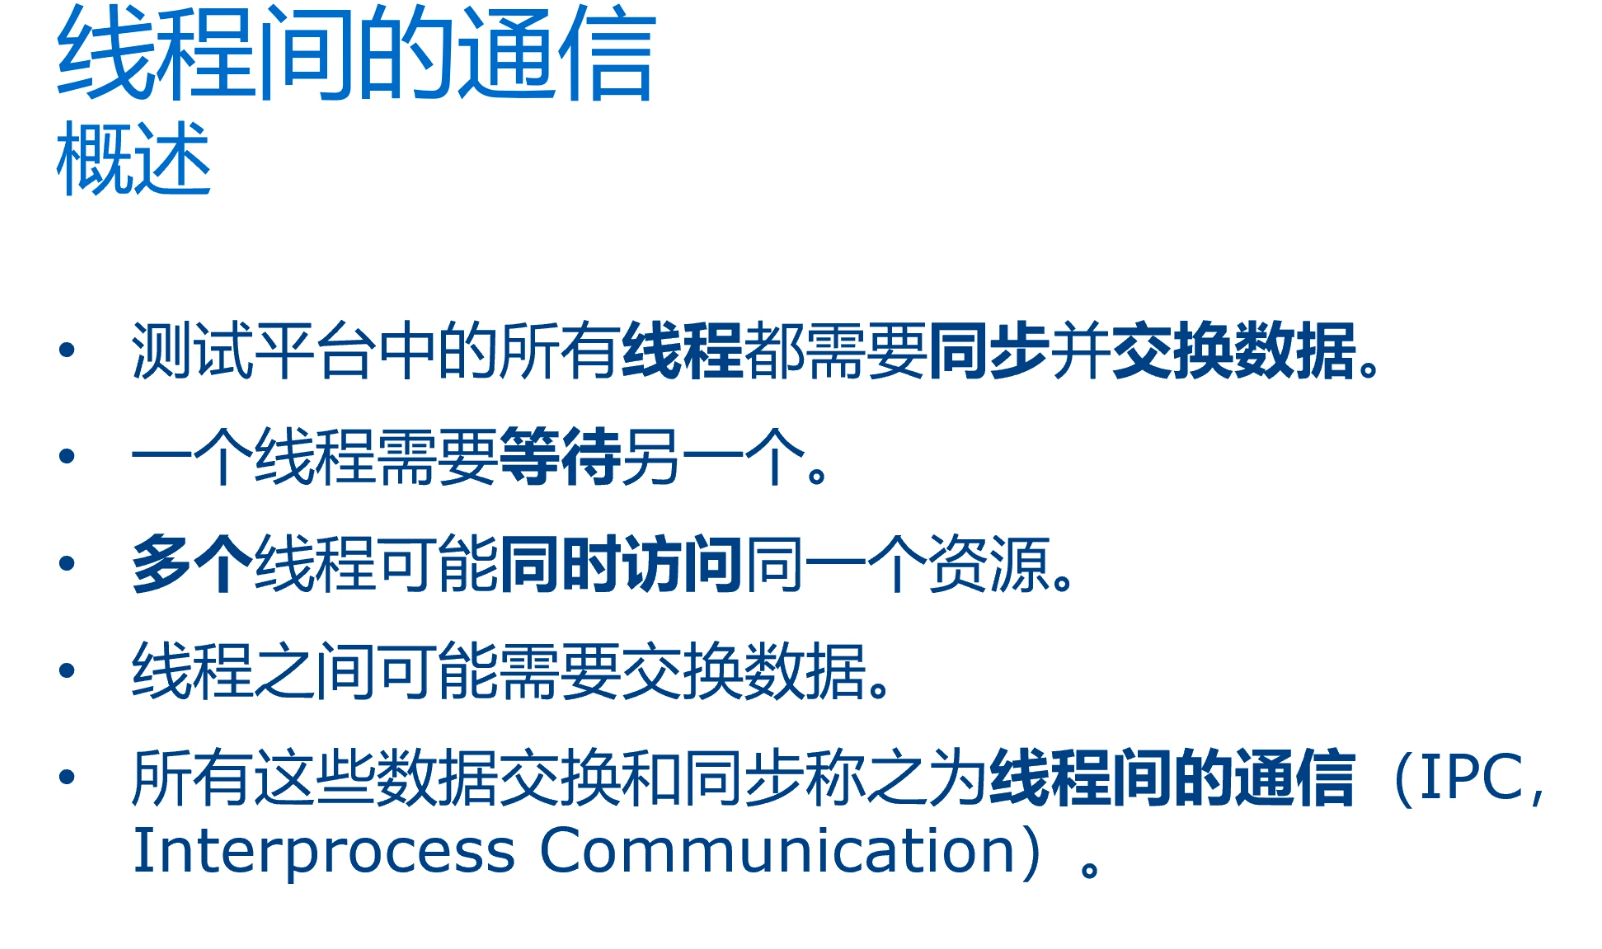 线程间的通信
概述
• 测试平台中的所有线程都需要同步并交换数据。
• 一个线程需要等待另一个。
• 多个线程可能同时访问同一个资源。
• 线程之间可能需要交换数据。
• 所有这些数据交换和同步称之为线程间的通信（IPC,
Interprocess Communication）。